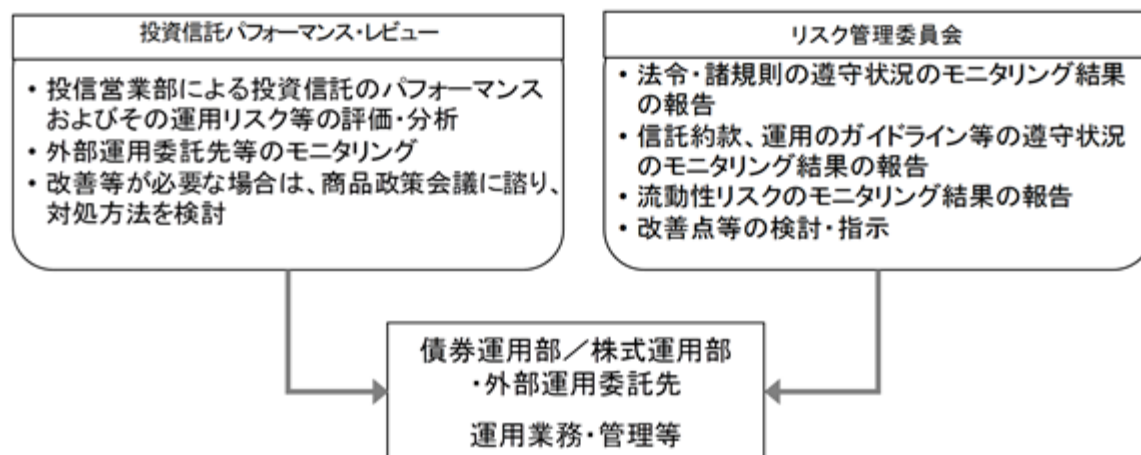 投資信託パフォーマンス・レビュー
・投信営業部による投資信託のパフォーマンス
およびその運用リスク等の評価・分析
・外部運用委託先等のモニタリング
・改善等が必要な場合は、商品政策会議に諮り、
対処方法を検討
リスク管理委員会
・法令・諸規則の遵守状況のモニタリング結果
の報告
・信託約款、運用のガイドライン等の遵守状況
のモニタリング結果の報告
・流動性リスクのモニタリング結果の報告
・改善点等の検討・指示
債券運用部／株式運用部
・外部運用委託先
運用業務・管理等